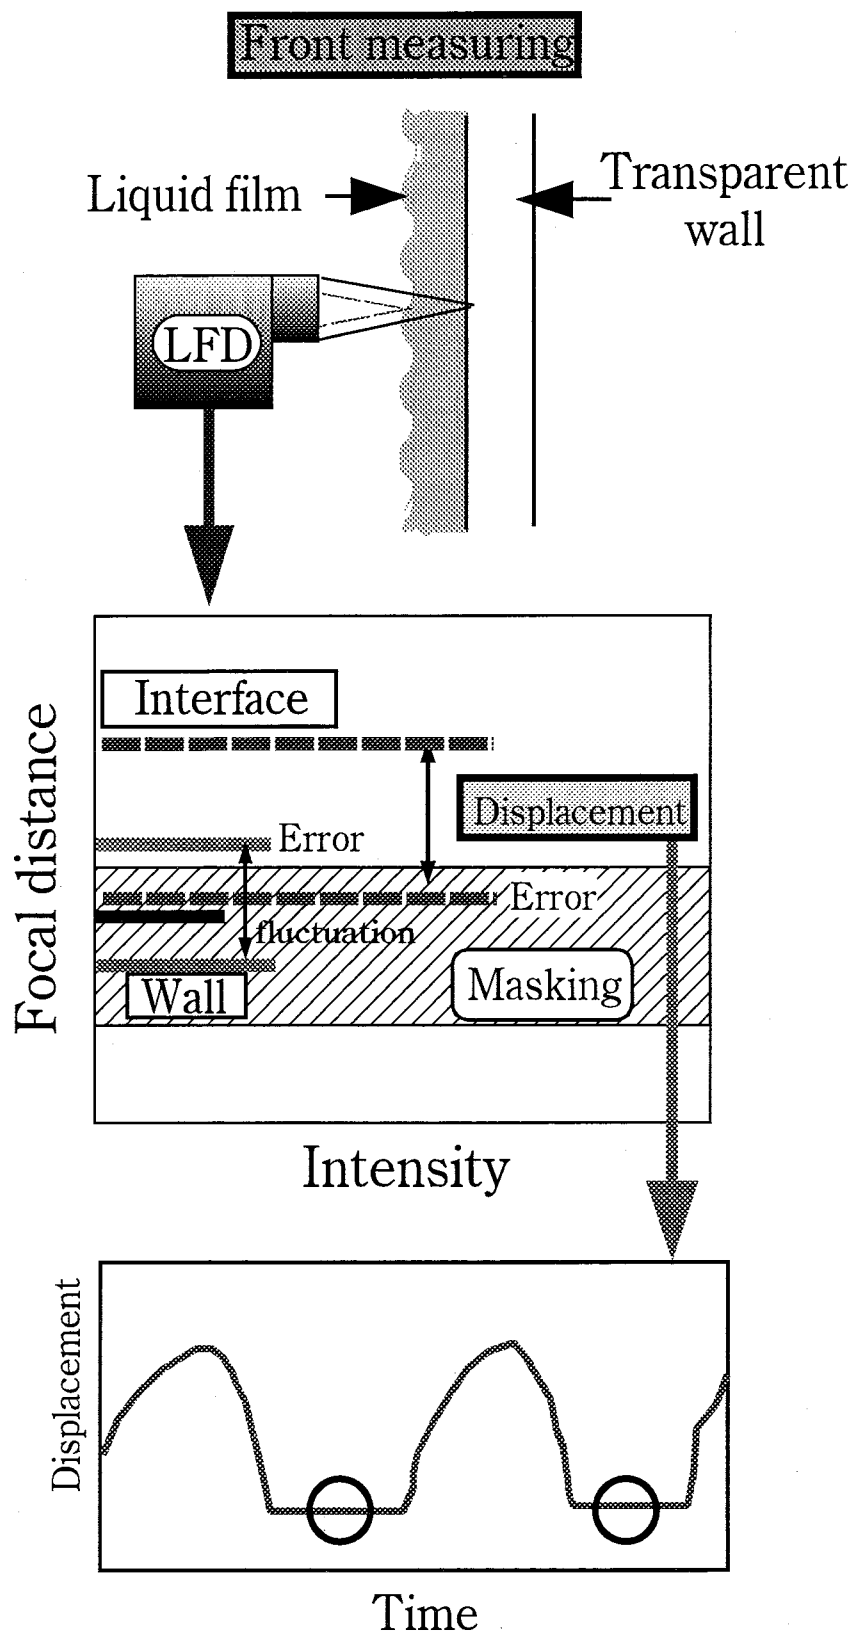 Front measuring
Liquid film
Transparent
wall
LFD
Interface
Displacement
Error
Error
fluctuation
Wall
Masking
Focal distance
Intensity
Displacement
Time